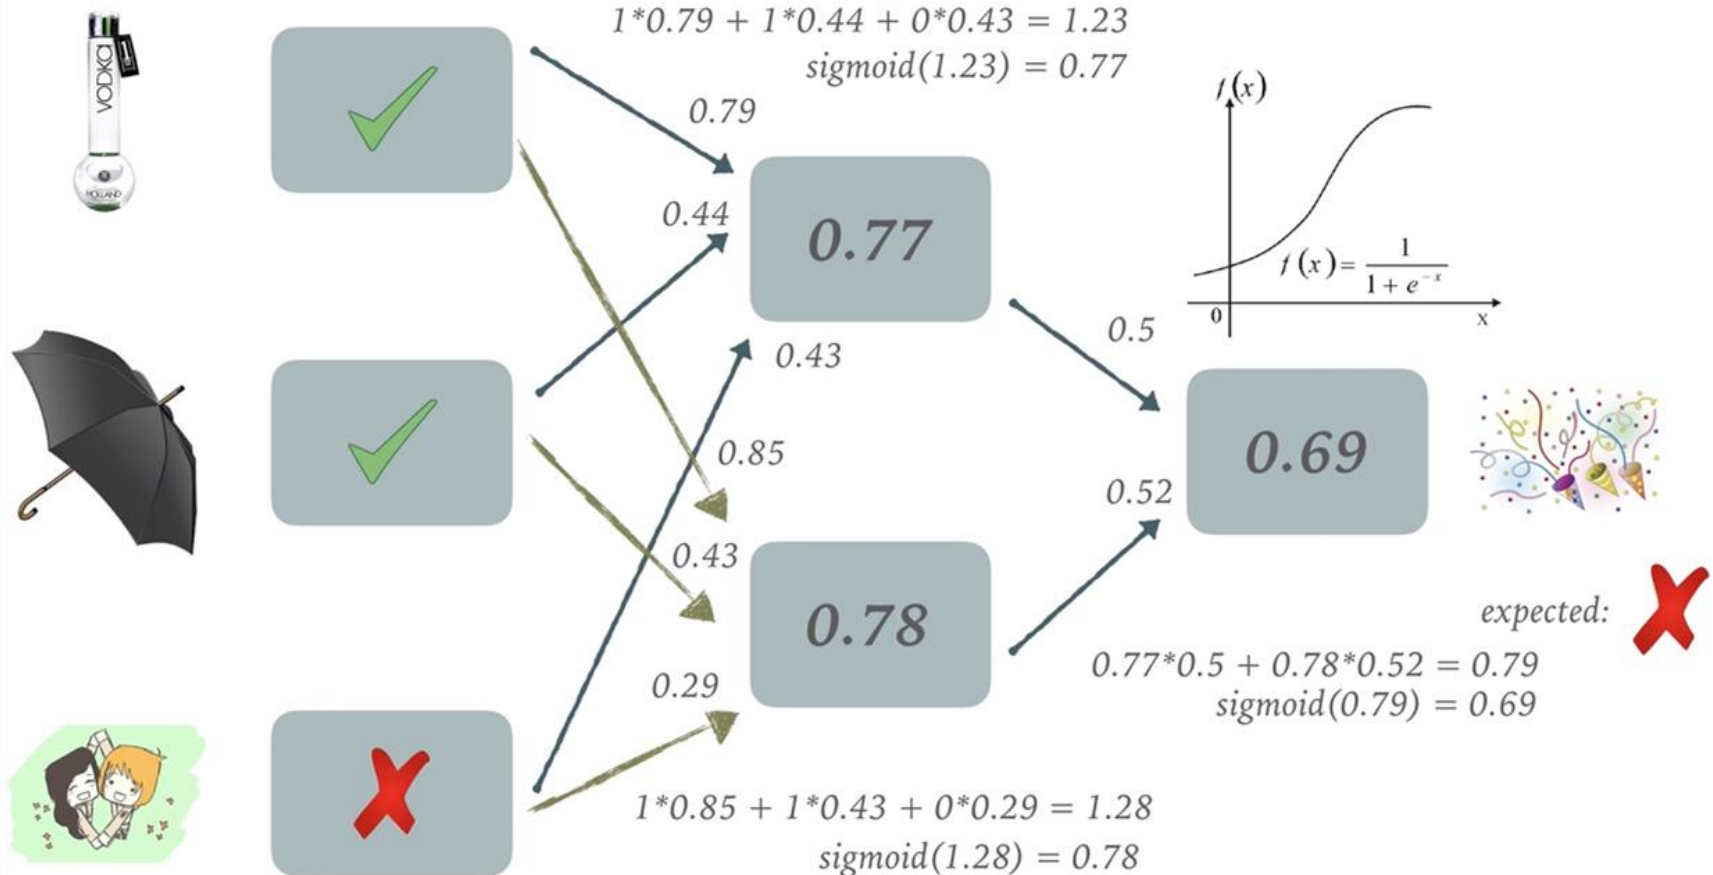 1*0.79 + 1*0.44 + 0*0.43 = 1.23
sigmoid(1.23) = 0.77
VODKA
HOLLAND
0.79
f(x)
0.44
0.77
f(x) = 1 / (1 + e^-x)
0
x
0.5
0.43
0.85
0.69
0.52
0.43
0.78
expected:
0.77*0.5 + 0.78*0.52 = 0.79
sigmoid(0.79) = 0.69
0.29
1*0.85 + 1*0.43 + 0*0.29 = 1.28
sigmoid(1.28) = 0.78